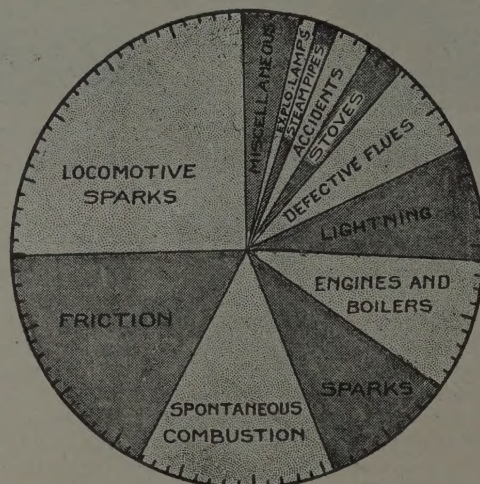 MISCELLANEOUS
EXPLO. LAMPS
STEAM PIPES
ACCIDENTS
STOVES
DEFECTIVE FLUES
LIGHTNING
ENGINES AND
BOILERS
SPARKS
SPONTANEOUS
COMBUSTION
FRICTION
LOCOMOTIVE
SPARKS